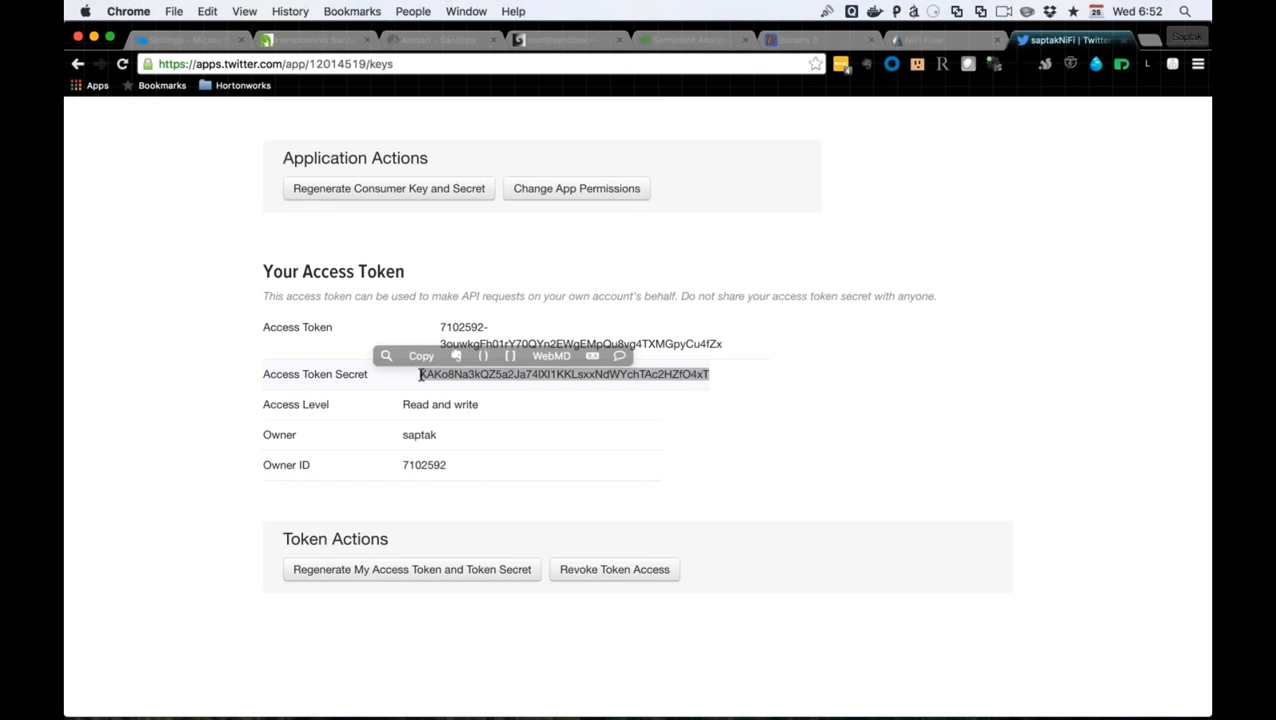 Chrome File Edit View History Bookmarks People Window Help
25 Wed 6:52
NiFi Flow
saptakNiFi | Twitter
Saptak
https://apps.twitter.com/app/12014519/keys
Apps Bookmarks Hortonworks
Application Actions
Regenerate Consumer Key and Secret Change App Permissions
Your Access Token
This access token can be used to make API requests on your own account's behalf. Do not share your access token secret with anyone.
Access Token 7102592-
Copy ( ) [ ] WebMD
Access Token Secret
Access Level Read and write
Owner saptak
Owner ID 7102592
Token Actions
Regenerate My Access Token and Token Secret Revoke Token Access